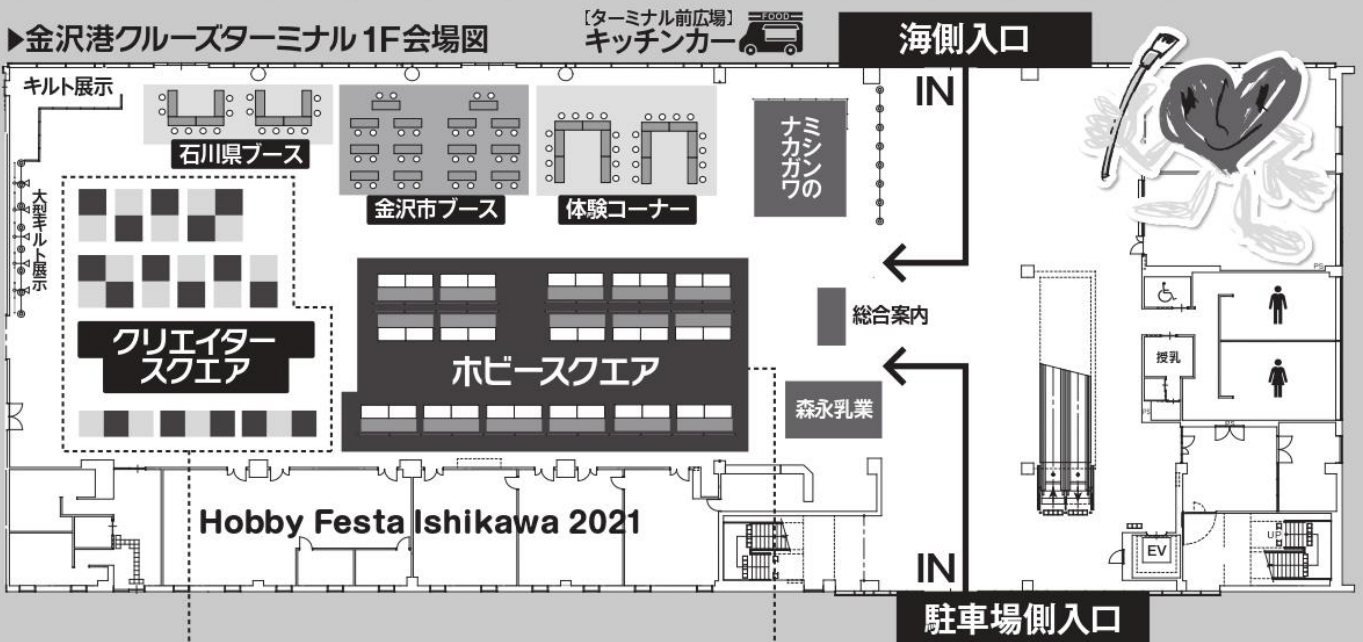 ▶金沢港クルーズターミナル1F会場図
【ターミナル前広場】
キッチンカー
FOOD
海側入口
IN
キルト展示
石川県ブース
金沢市ブース
体験コーナー
ミシンの
ナカガワ
大型キルト展示
クリエイター
スクエア
ホビースクエア
総合案内
森永乳業
授乳
PS
PS
PS
Hobby Festa Ishikawa 2021
EV
UP
IN
駐車場側入口